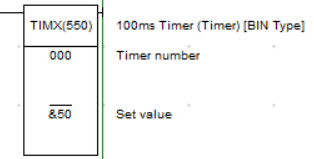 TIMX(550) 100ms Timer (Timer) [BIN Type]
000 Timer number
&50 Set value